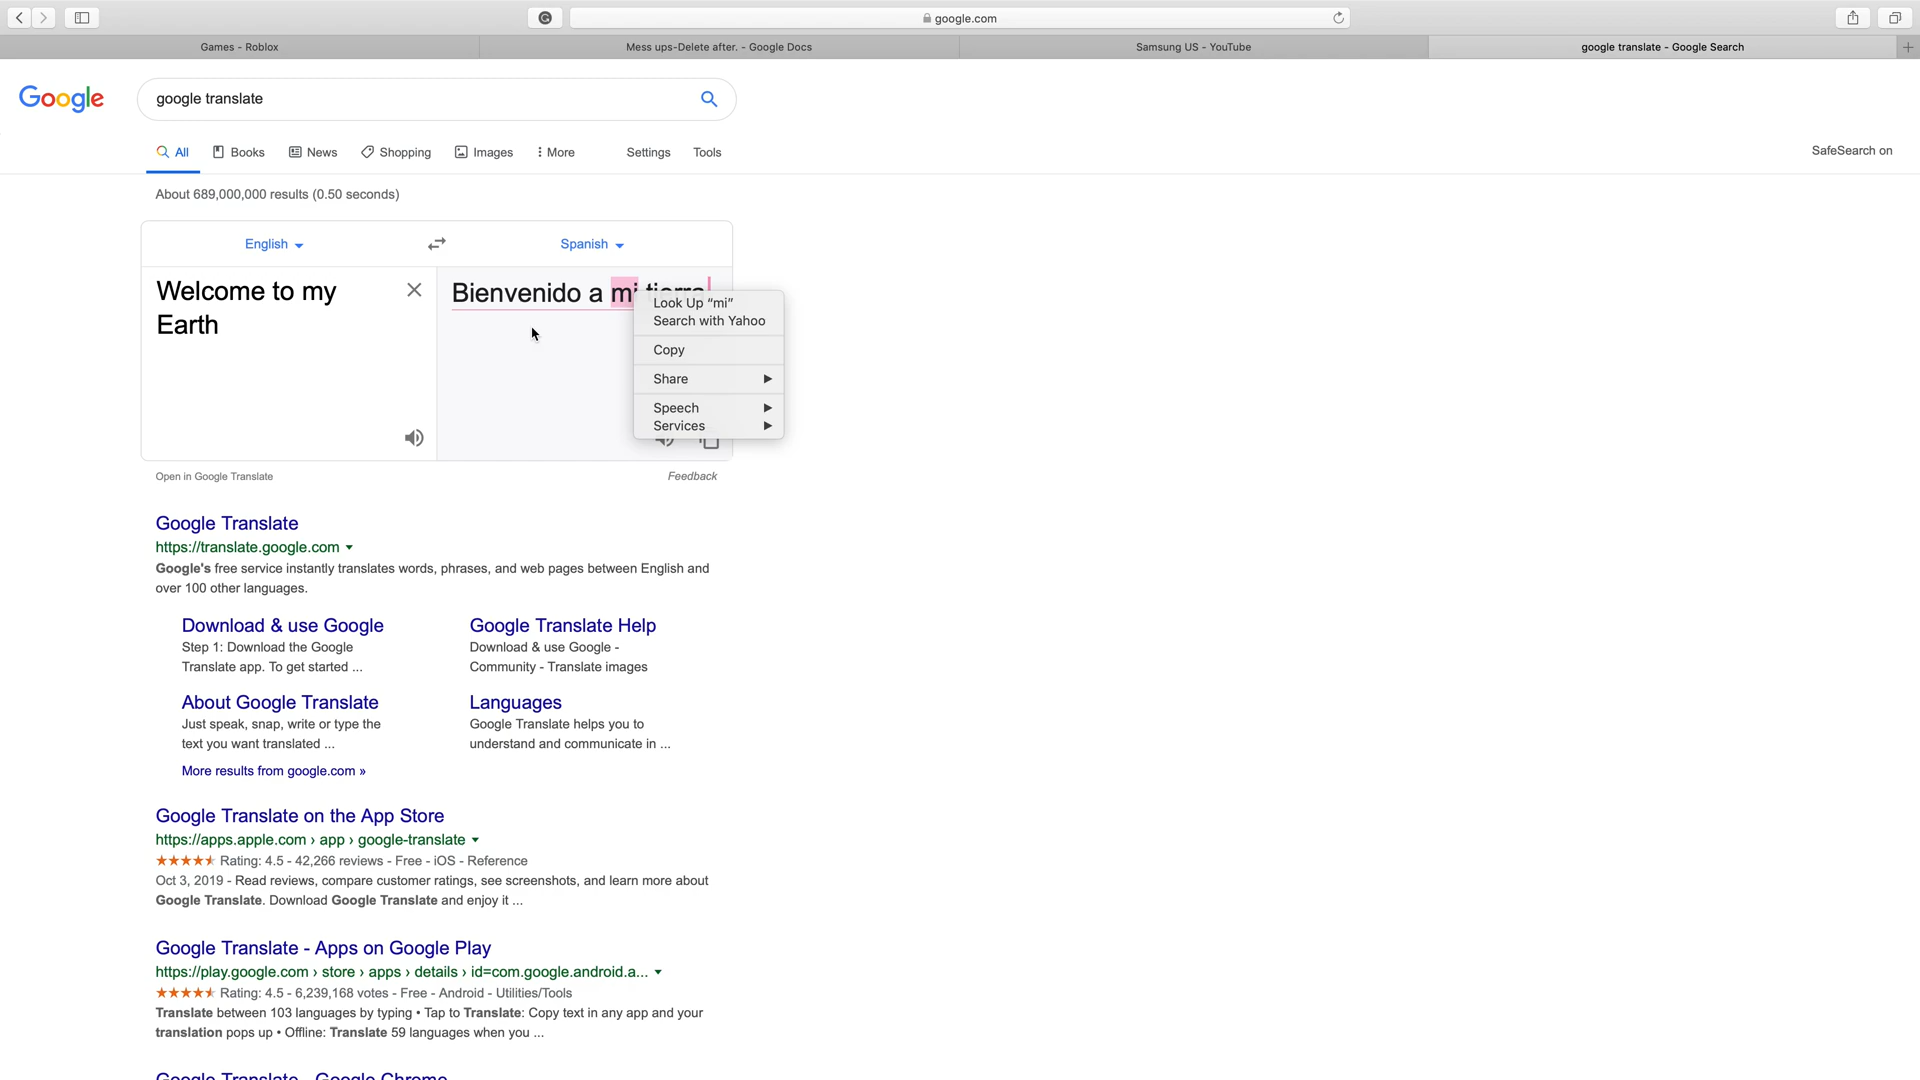 google.com
Games - Roblox
Mess ups-Delete after. - Google Docs
Samsung US - YouTube
google translate - Google Search
Google
google translate
All
Books
News
Shopping
Images
More
Settings
Tools
SafeSearch on
About 689,000,000 results (0.50 seconds)
English
Spanish
Welcome to my
Earth
Bienvenido a mi tierra
Look Up “mi”
Search with Yahoo
Copy
Share
Speech
Services
Open in Google Translate
Feedback
Google Translate
https://translate.google.com
Google's free service instantly translates words, phrases, and web pages between English and
over 100 other languages.
Download & use Google
Step 1: Download the Google
Translate app. To get started ...
Google Translate Help
Download & use Google -
Community - Translate images
About Google Translate
Just speak, snap, write or type the
text you want translated ...
Languages
Google Translate helps you to
understand and communicate in ...
More results from google.com »
Google Translate on the App Store
https://apps.apple.com › app › google-translate
Rating: 4.5 - 42,266 reviews - Free - iOS - Reference
Oct 3, 2019 - Read reviews, compare customer ratings, see screenshots, and learn more about
Google Translate. Download Google Translate and enjoy it ...
Google Translate - Apps on Google Play
https://play.google.com › store › apps › details › id=com.google.android.a...
Rating: 4.5 - 6,239,168 votes - Free - Android - Utilities/Tools
Translate between 103 languages by typing • Tap to Translate: Copy text in any app and your
translation pops up • Offline: Translate 59 languages when you ...
Google Translate - Google Chrome